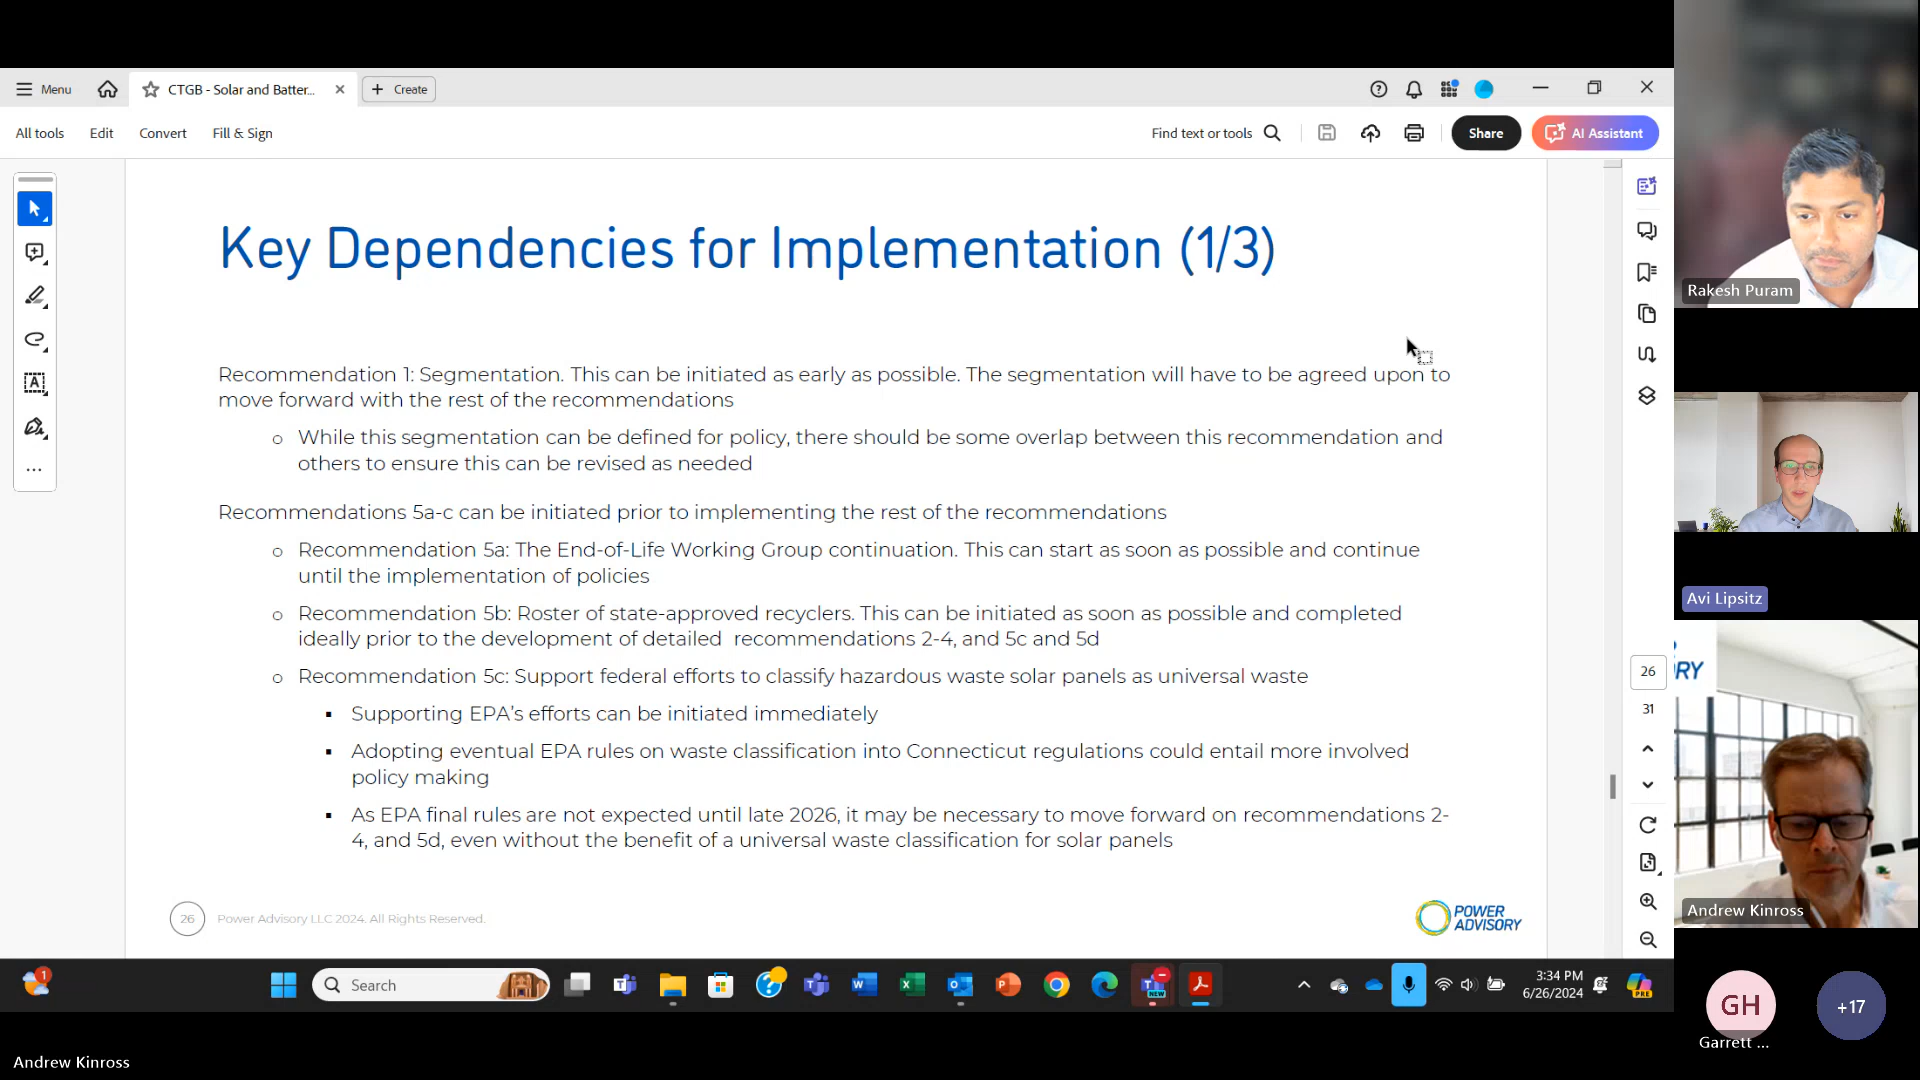 Menu
CTGB - Solar and Batter...
Create
All tools
Edit
Convert
Fill & Sign
Find text or tools
Share
AI Assistant
Key Dependencies for Implementation (1/3)
Recommendation 1: Segmentation. This can be initiated as early as possible. The segmentation will have to be agreed upon to
move forward with the rest of the recommendations
o While this segmentation can be defined for policy, there should be some overlap between this recommendation and
others to ensure this can be revised as needed
Recommendations 5a-c can be initiated prior to implementing the rest of the recommendations
o Recommendation 5a: The End-of-Life Working Group continuation. This can start as soon as possible and continue
until the implementation of policies
o Recommendation 5b: Roster of state-approved recyclers. This can be initiated as soon as possible and completed
ideally prior to the development of detailed recommendations 2-4, and 5c and 5d
o Recommendation 5c: Support federal efforts to classify hazardous waste solar panels as universal waste
▪ Supporting EPA's efforts can be initiated immediately
▪ Adopting eventual EPA rules on waste classification into Connecticut regulations could entail more involved
policy making
▪ As EPA final rules are not expected until late 2026, it may be necessary to move forward on recommendations 2-
4, and 5d, even without the benefit of a universal waste classification for solar panels
26
Power Advisory LLC 2024. All Rights Reserved.
POWER
ADVISORY
26
31
1
Search
NEW
3:34 PM
6/26/2024
PRE
Rakesh Puram
Avi Lipsitz
RY
Andrew Kinross
GH
Garrett ...
+17
Andrew Kinross